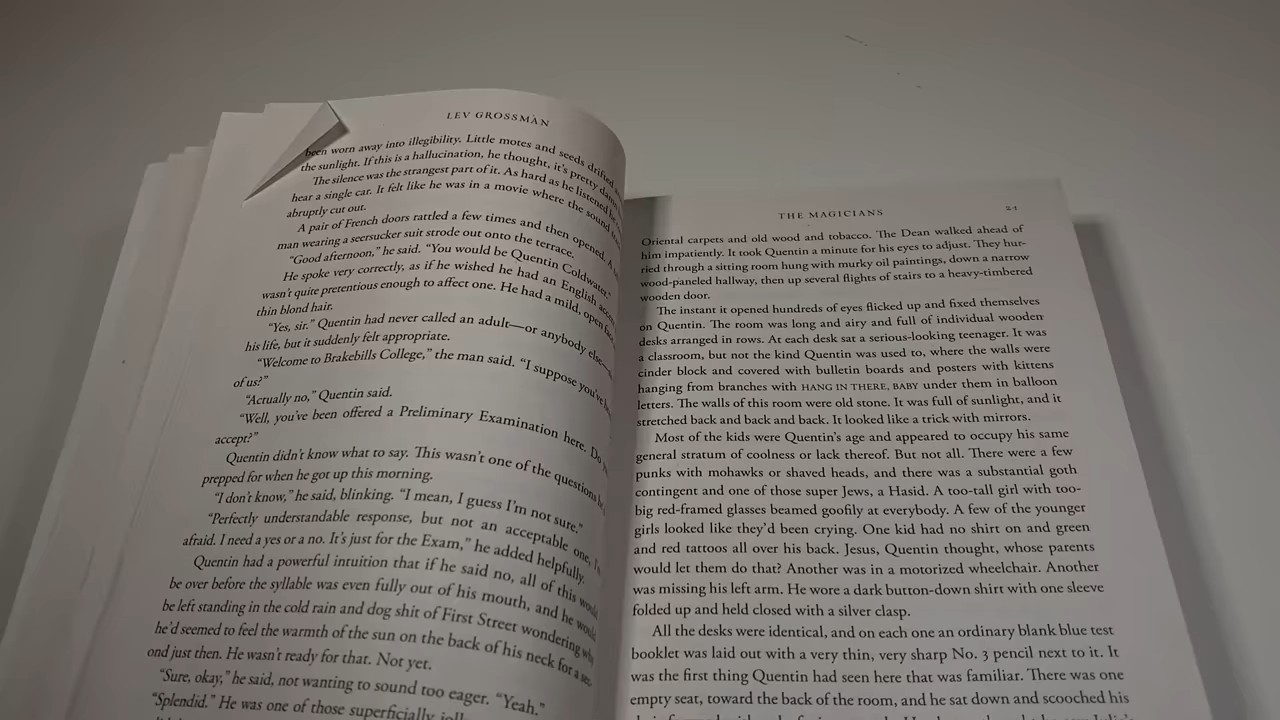 LEV GROSSMAN
been worn away into illegibility. Little motes and seeds drifted
the sunlight. If this is a hallucination, he thought, it's pretty damn
The silence was the strangest part of it. As hard as he listened he
hear a single car. It felt like he was in a movie where the sound
abruptly cut out.
A pair of French doors rattled a few times and then opened. A
man wearing a seersucker suit strode out onto the terrace.
"Good afternoon," he said. "You would be Quentin Coldwater."
He spoke very correctly, as if he wished he had an English
wasn't quite pretentious enough to affect one. He had a mild, open
thin blond hair.
"Yes, sir." Quentin had never called an adult—or anybody else—
his life, but it suddenly felt appropriate.
"Welcome to Brakebills College," the man said. "I suppose you've
of us?"
"Actually no," Quentin said.
"Well, you've been offered a Preliminary Examination here. Do
accept?"
Quentin didn't know what to say. This wasn't one of the questions
prepped for when he got up this morning.
"I don't know," he said, blinking. "I mean, I guess I'm not sure."
"Perfectly understandable response, but not an acceptable one,
afraid. I need a yes or a no. It's just for the Exam," he added helpfully.
Quentin had a powerful intuition that if he said no, all of this would
be over before the syllable was even fully out of his mouth, and he would
be left standing in the cold rain and dog shit of First Street wondering why
he'd seemed to feel the warmth of the sun on the back of his neck for a sec-
ond just then. He wasn't ready for that. Not yet.
"Sure, okay," he said, not wanting to sound too eager. "Yeah."
"Splendid." He was one of those superficially
THE MAGICIANS
Oriental carpets and old wood and tobacco. The Dean walked ahead of
him impatiently. It took Quentin a minute for his eyes to adjust. They hur-
ried through a sitting room hung with murky oil paintings, down a narrow
wood-paneled hallway, then up several flights of stairs to a heavy-timbered
wooden door.
The instant it opened hundreds of eyes flicked up and fixed themselves
on Quentin. The room was long and airy and full of individual wooden
desks arranged in rows. At each desk sat a serious-looking teenager. It was
a classroom, but not the kind Quentin was used to, where the walls were
cinder block and covered with bulletin boards and posters with kittens
hanging from branches with HANG IN THERE, BABY under them in balloon
letters. The walls of this room were old stone. It was full of sunlight, and it
stretched back and back and back. It looked like a trick with mirrors.
Most of the kids were Quentin's age and appeared to occupy his same
general stratum of coolness or lack thereof. But not all. There were a few
punks with mohawks or shaved heads, and there was a substantial goth
contingent and one of those super Jews, a Hasid. A too-tall girl with too-
big red-framed glasses beamed goofily at everybody. A few of the younger
girls looked like they'd been crying. One kid had no shirt on and green
and red tattoos all over his back. Jesus, Quentin thought, whose parents
would let them do that? Another was in a motorized wheelchair. Another
was missing his left arm. He wore a dark button-down shirt with one sleeve
folded up and held closed with a silver clasp.
All the desks were identical, and on each one an ordinary blank blue test
booklet was laid out with a very thin, very sharp No. 3 pencil next to it. It
was the first thing Quentin had seen here that was familiar. There was one
empty seat, toward the back of the room, and he sat down and scooched his